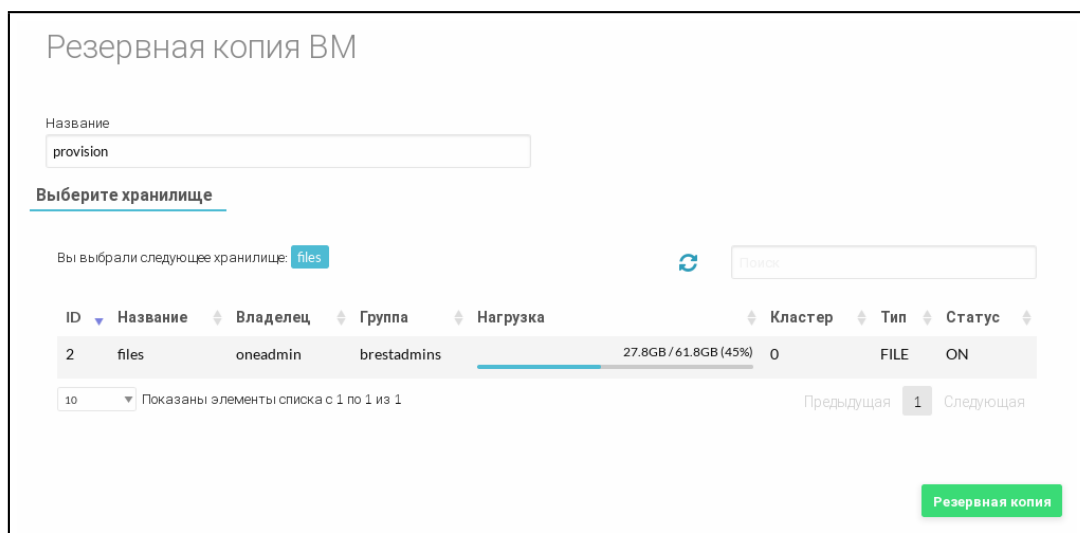 Резервная копия ВМ
Название
provision
Выберите хранилище
Вы выбрали следующее хранилище: files
Поиск
ID Название Владелец Группа Нагрузка Кластер Тип Статус
2 files oneadmin brestadmins 27.8GB / 61.8GB (45%) 0 FILE ON
10 Показаны элементы списка с 1 по 1 из 1 Предыдущая 1 Следующая
Резервная копия